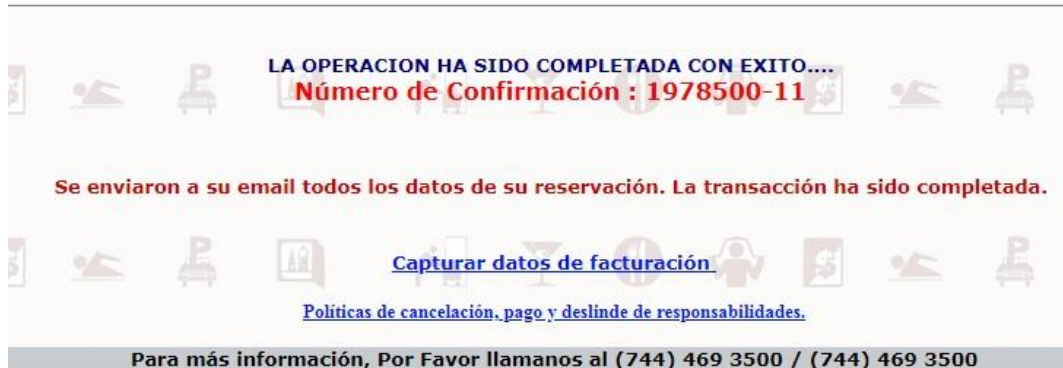 LA OPERACION HA SIDO COMPLETADA CON EXITO....
Número de Confirmación : 1978500-11
Se enviaron a su email todos los datos de su reservación. La transacción ha sido completada.
Capturar datos de facturación
Políticas de cancelación, pago y deslinde de responsabilidades.
Para más información, Por Favor llamanos al (744) 469 3500 / (744) 469 3500